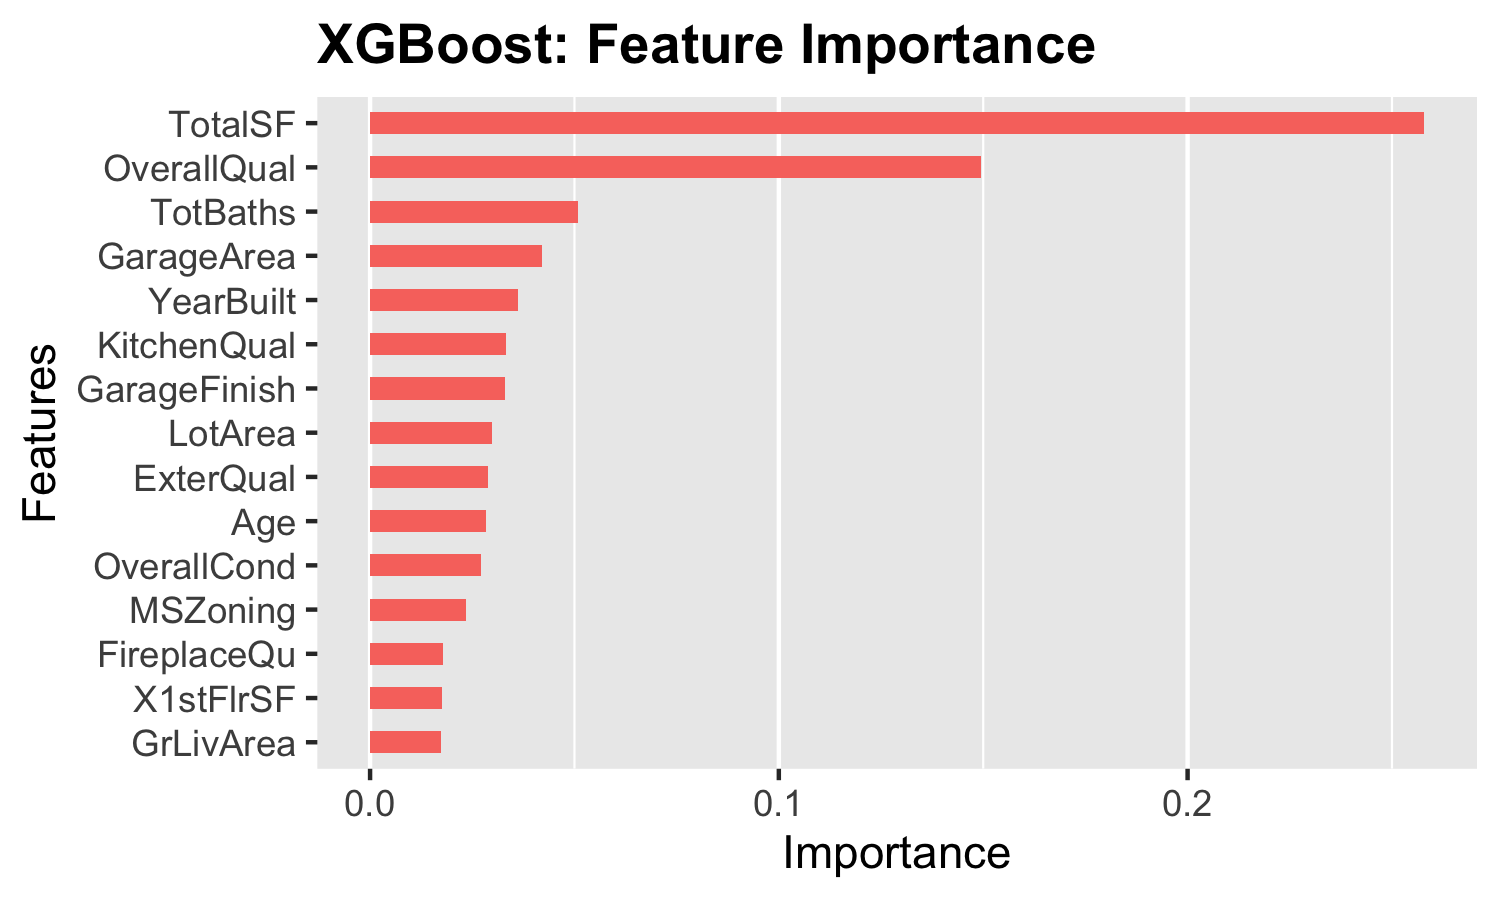 XGBoost: Feature Importance
TotalSF
OverallQual
TotBaths
GarageArea
YearBuilt
KitchenQual
GarageFinish
LotArea
ExterQual
Age
OverallCond
MSZoning
FireplaceQu
X1stFlrSF
GrLivArea
Features
0.0 0.1 0.2
Importance